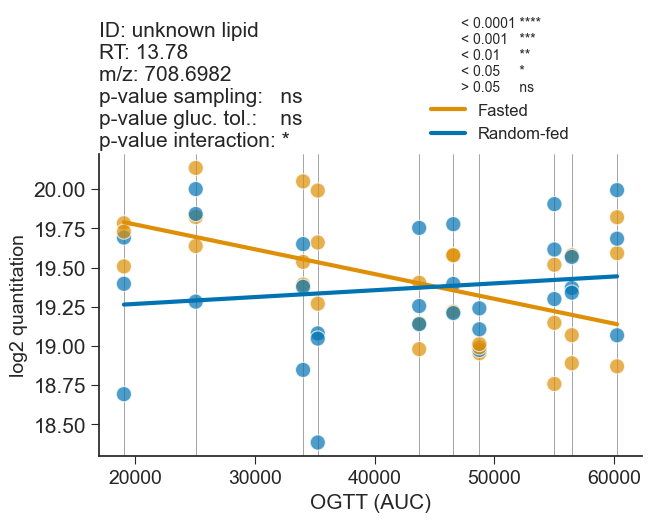 ID: unknown lipid
RT: 13.78
m/z: 708.6982
p-value sampling: ns
p-value gluc. tol.: ns
p-value interaction: *
< 0.0001 ****
< 0.001 ***
< 0.01 **
< 0.05 *
> 0.05 ns
Fasted
Random-fed
20.00
19.75
19.50
19.25
19.00
18.75
18.50
log2 quantitation
20000 30000 40000 50000 60000
OGTT (AUC)